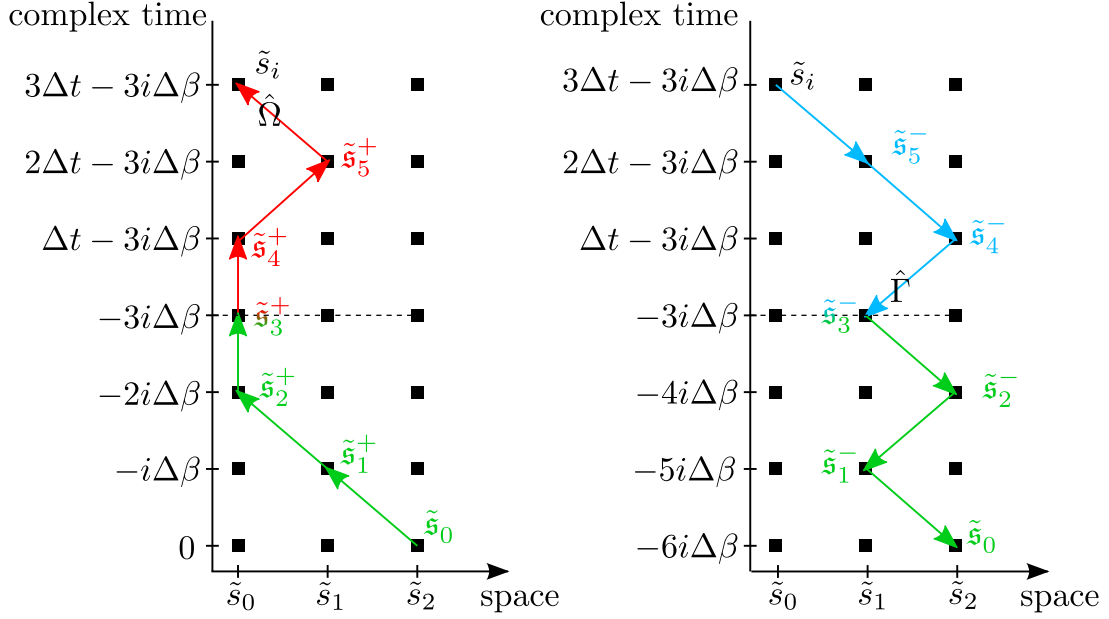 complex time
3Δt − 3iΔβ
2Δt − 3iΔβ
Δt − 3iΔβ
−3iΔβ
−2iΔβ
−iΔβ
0
s̃ᵢ
Ω̂
𝔰̃₅⁺
𝔰̃₄⁺
𝔰̃₃⁺
𝔰̃₂⁺
𝔰̃₁⁺
𝔰̃₀
s̃₀ s̃₁ s̃₂ space
complex time
3Δt − 3iΔβ
2Δt − 3iΔβ
Δt − 3iΔβ
−3iΔβ
−4iΔβ
−5iΔβ
−6iΔβ
s̃ᵢ
𝔰̃₅⁻
𝔰̃₄⁻
Γ̂
𝔰̃₃⁻
𝔰̃₂⁻
𝔰̃₁⁻
𝔰̃₀
s̃₀ s̃₁ s̃₂ space